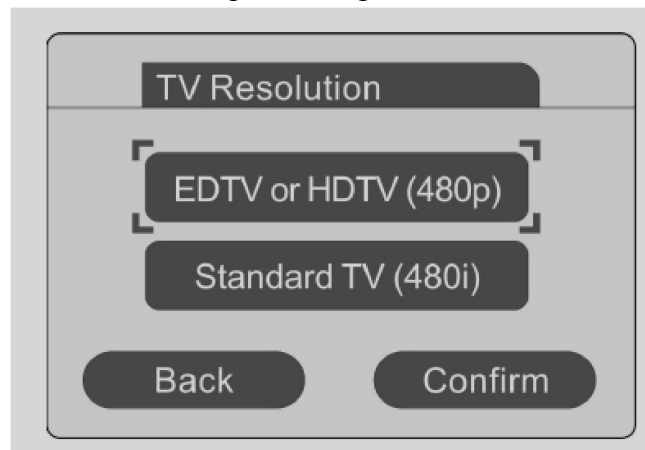 TV Resolution
EDTV or HDTV (480p)
Standard TV (480i)
Back Confirm